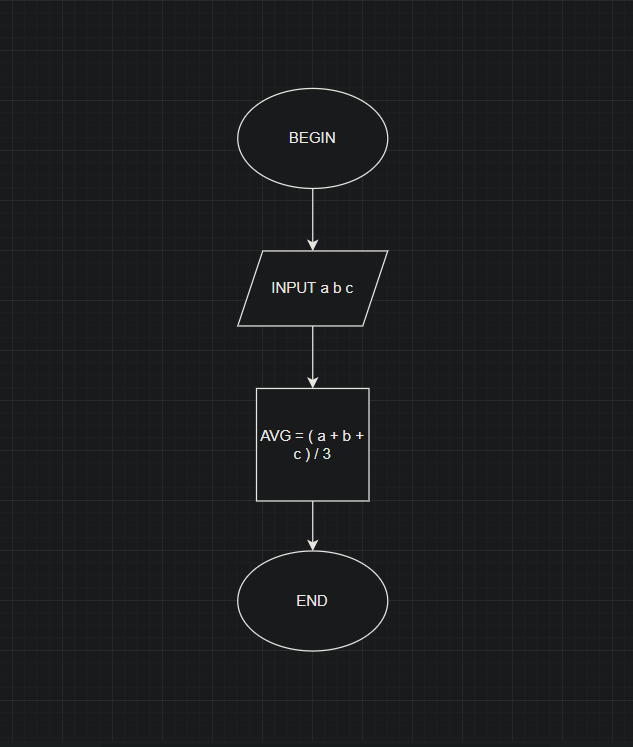 BEGIN
INPUT a b c
AVG = ( a + b +
c ) / 3
END